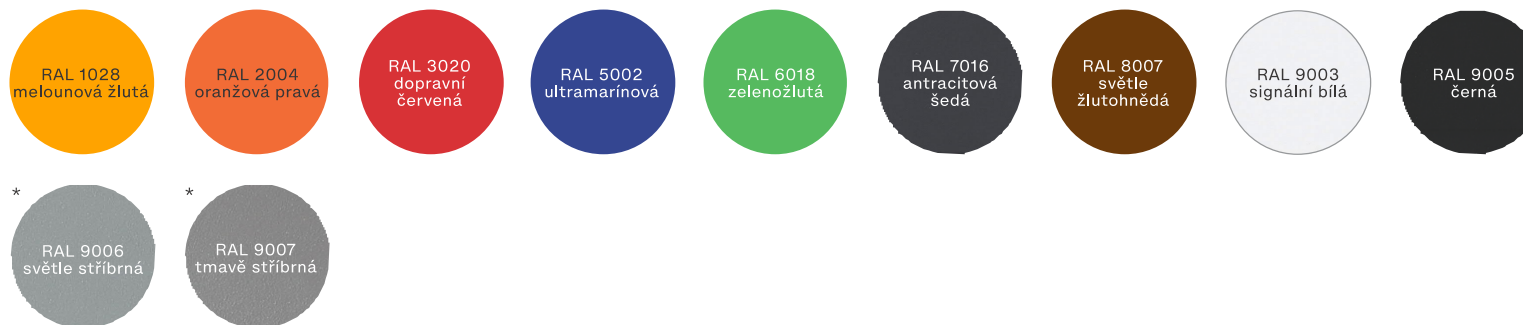 RAL 1028
melounová žlutá
RAL 2004
oranžová pravá
RAL 3020
dopravní
červená
RAL 5002
ultramarínová
RAL 6018
zelenožlutá
RAL 7016
antracitová
šedá
RAL 8007
světle
žlutohnědá
RAL 9003
signální bílá
RAL 9005
černá
*
RAL 9006
světle stříbrná
*
RAL 9007
tmavě stříbrná